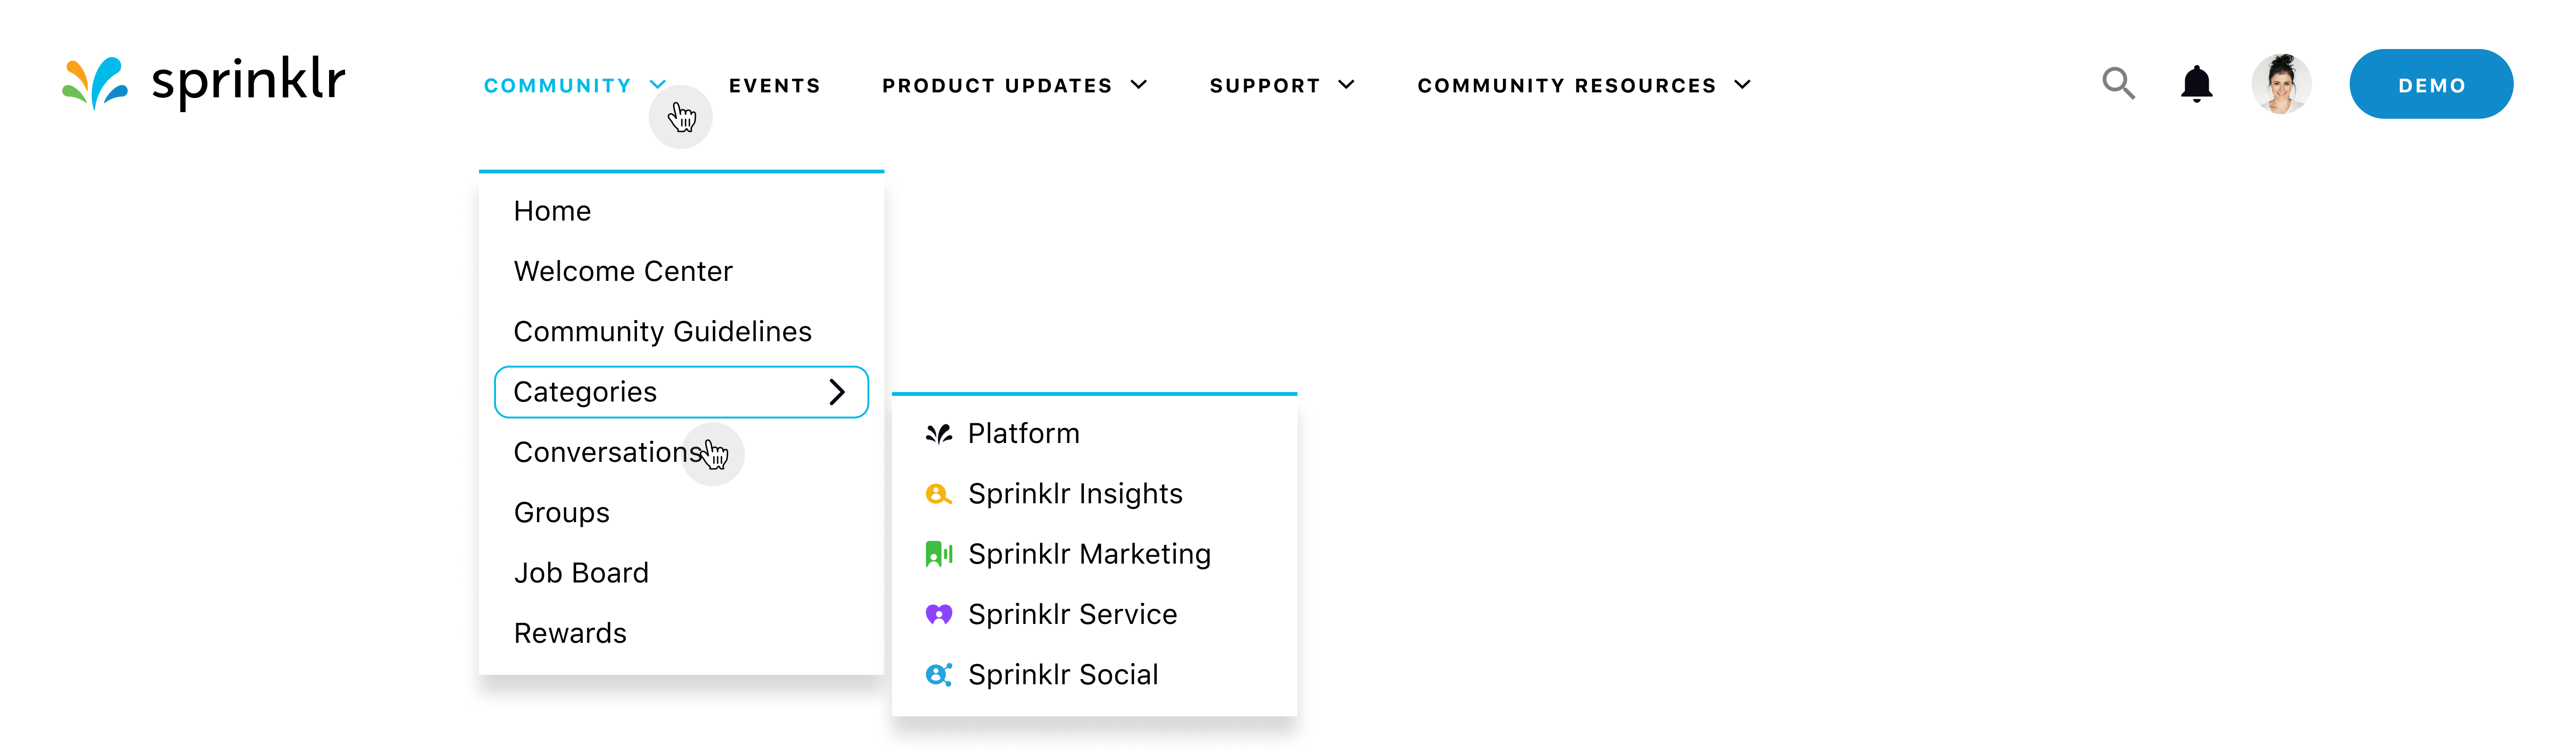 sprinklr
COMMUNITY EVENTS PRODUCT UPDATES SUPPORT COMMUNITY RESOURCES DEMO
Home
Welcome Center
Community Guidelines
Categories
Conversations
Groups
Job Board
Rewards
Platform
Sprinklr Insights
Sprinklr Marketing
Sprinklr Service
Sprinklr Social